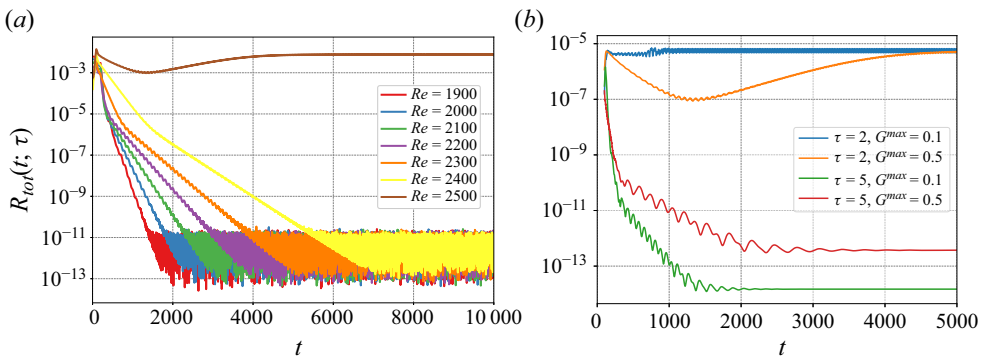 (a)
R_tot(t; τ)
10⁻³
10⁻⁵
10⁻⁷
10⁻⁹
10⁻¹¹
10⁻¹³
0 2000 4000 6000 8000 10 000
t
Re = 1900
Re = 2000
Re = 2100
Re = 2200
Re = 2300
Re = 2400
Re = 2500
(b)
10⁻⁵
10⁻⁷
10⁻⁹
10⁻¹¹
10⁻¹³
0 1000 2000 3000 4000 5000
t
τ = 2, G^max = 0.1
τ = 2, G^max = 0.5
τ = 5, G^max = 0.1
τ = 5, G^max = 0.5